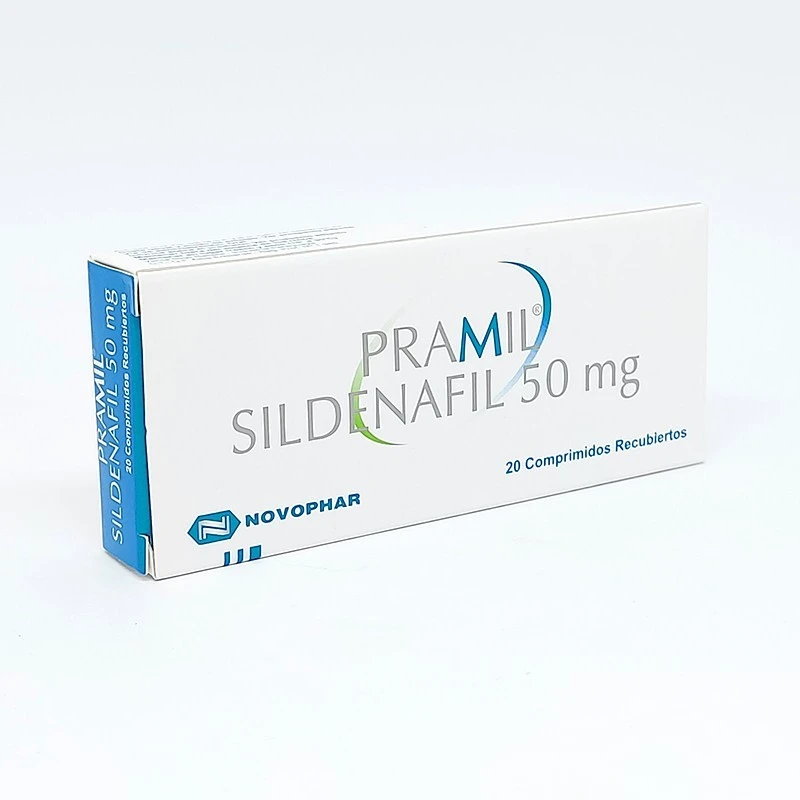 PRAMIL®
SILDENAFIL 50 mg
20 Comprimidos Recubiertos
NOVOPHAR
PRAMIL®
SILDENAFIL 50 mg
20 Comprimidos Recubiertos